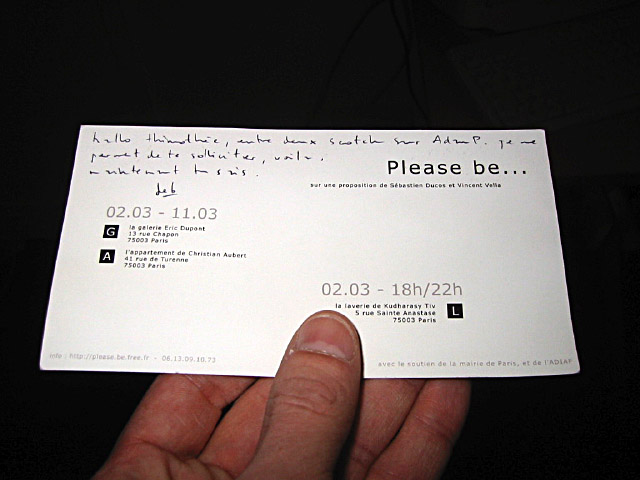 hello thimothée, entre deux scotch sur AdamP. je me
permet de te solliciter, voilà,
maintenant tu sais.
Seb
Please be...
sur une proposition de Sébastien Ducos et Vincent Valla
02.03 - 11.03
G
la galerie Eric Dupont
13 rue Chapon
75003 Paris
A
l'appartement de Christian Aubert
41 rue de Turenne
75003 Paris
02.03 - 18h/22h
la laverie de Kudharasy Tiv
5 rue Sainte Anastase
75003 Paris
L
info : http://please.be.free.fr - 06.13.09.10.73
avec le soutien de la mairie de Paris, et de l'ADIAF